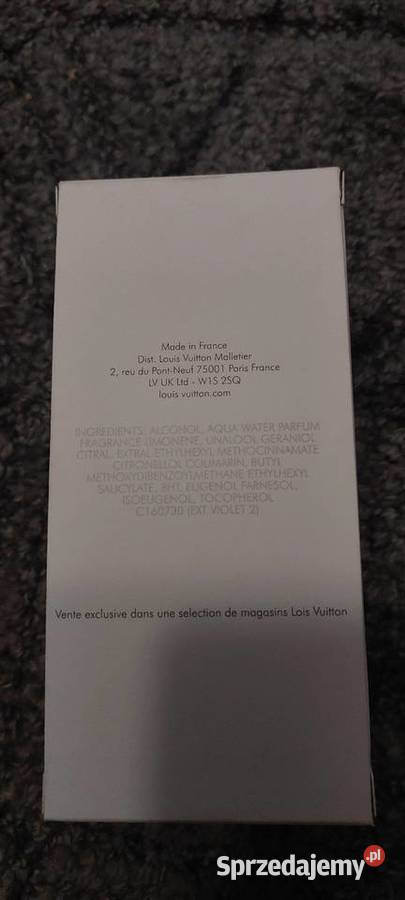 Made in France
Dist. Louis Vuitton Malletier
2, reu du Pont-Neuf 75001 Paris France
LV UK Ltd - W1S 2SQ
louis vuitton.com
INGREDIENTS, ALCOHOL, AQUA WATER PARFUM
FRAGRANCE LIMONENE, UNALOOL GERANIOL
CITRAL, EXTRAL ETHYLHEXYL METHOCINNAMATE
CITRONELLOL COUMARIN, BUTYL
METHOXYDIBENZOYLMETHANE ETHYLHEXYL
SALICYLATE, BHT, EUGENOL FARNESOL,
ISOEUGENOL, TOCOPHEROL
C160730 (EXT VIOLET 2)
Vente exclusive dans une selection de magasins Lois Vuitton
Sprzedajemy.pl